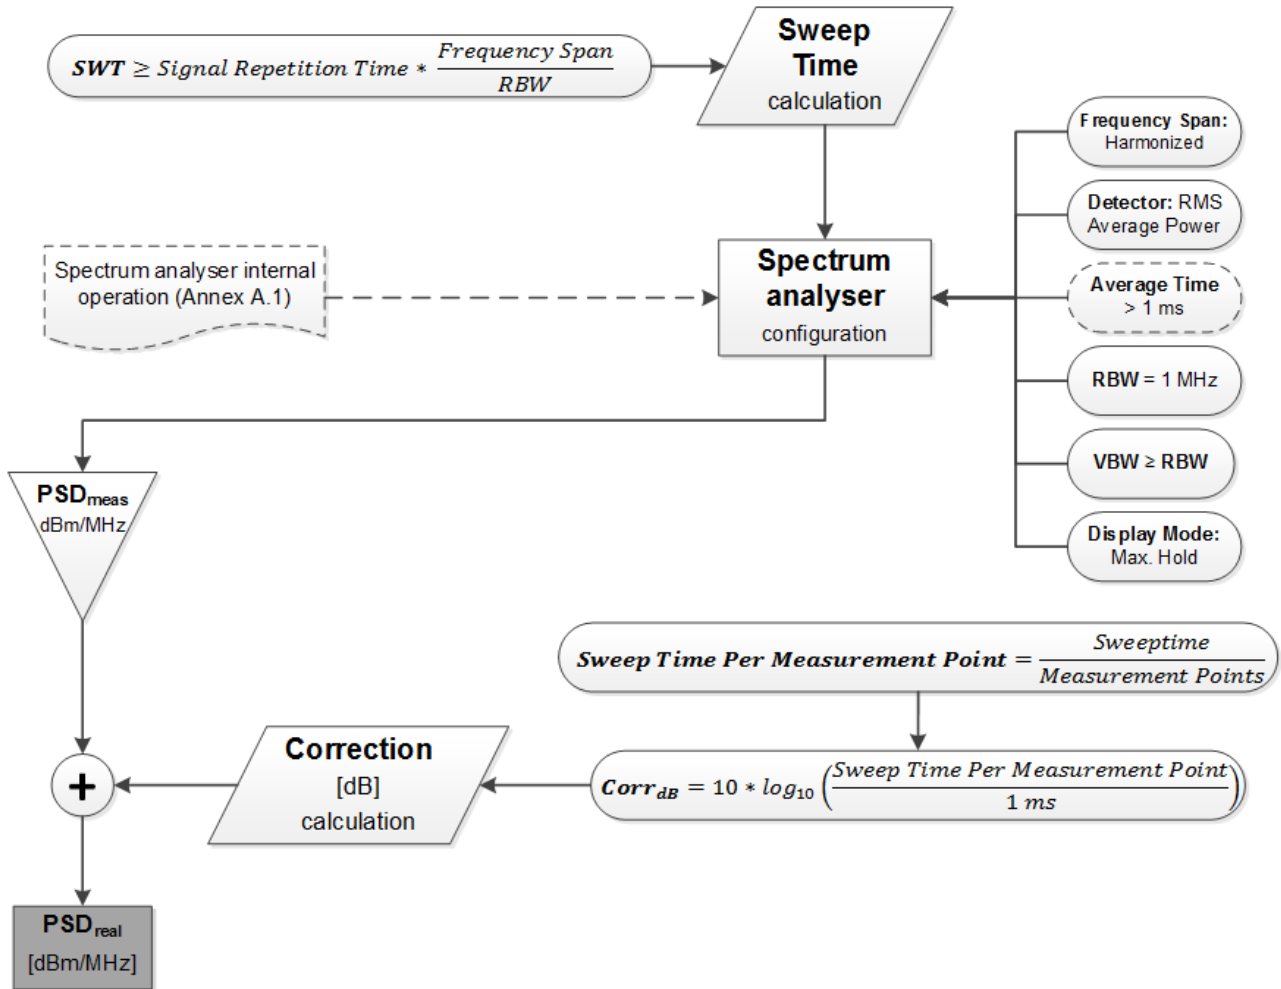 SWT ≥ Signal Repetition Time * Frequency Span / RBW
Sweep
Time
calculation
Frequency Span:
Harmonized
Detector: RMS
Average Power
Average Time
> 1 ms
RBW = 1 MHz
VBW ≥ RBW
Display Mode:
Max. Hold
Spectrum analyser internal
operation (Annex A.1)
Spectrum
analyser
configuration
PSDmeas
dBm/MHz
Sweep Time Per Measurement Point = Sweeptime / Measurement Points
CorrdB = 10 * log10 (Sweep Time Per Measurement Point / 1 ms)
Correction
[dB]
calculation
+
PSDreal
[dBm/MHz]